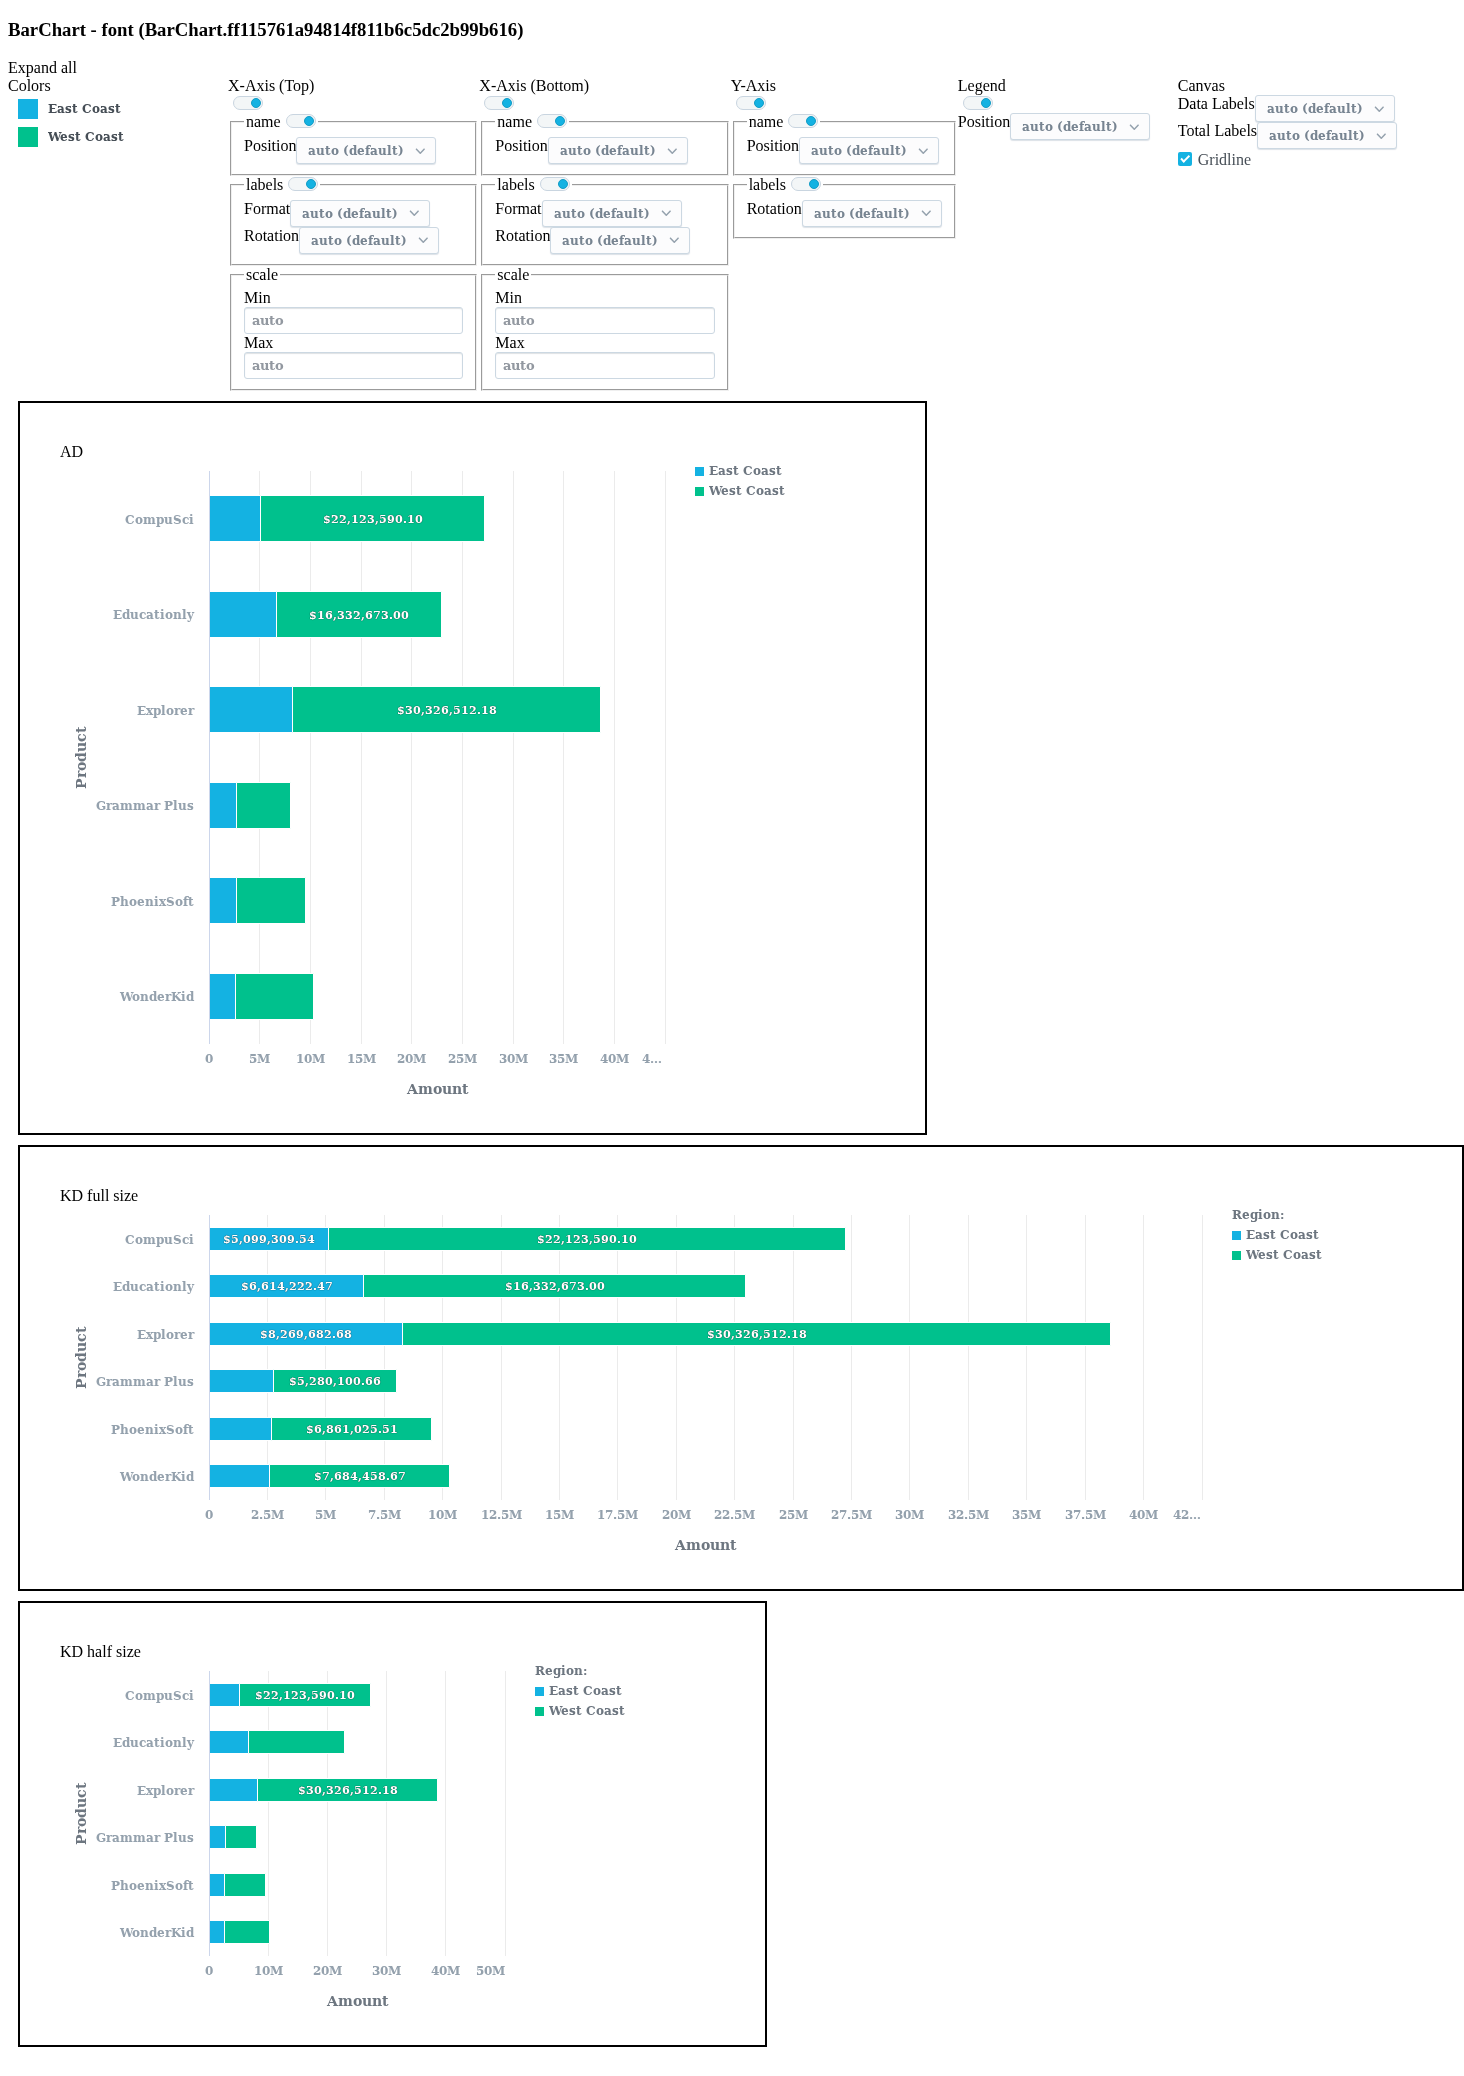 BarChart - font (BarChart.ff115761a94814f811b6c5dc2b99b616)
Expand all
Colors
East Coast
West Coast
X-Axis (Top)
name
Position auto (default)
labels
Format auto (default)
Rotation auto (default)
scale
Min
auto
Max
auto
X-Axis (Bottom)
name
Position auto (default)
labels
Format auto (default)
Rotation auto (default)
scale
Min
auto
Max
auto
Y-Axis
name
Position auto (default)
labels
Rotation auto (default)
Legend
Position auto (default)
Canvas
Data Labels auto (default)
Total Labels auto (default)
Gridline
AD
East Coast
West Coast
CompuSci $22,123,590.10
Educationly $16,332,673.00
Explorer $30,326,512.18
Product
Grammar Plus
PhoenixSoft
WonderKid
0 5M 10M 15M 20M 25M 30M 35M 40M 4...
Amount
KD full size
Region:
East Coast
West Coast
CompuSci $5,099,309.54 $22,123,590.10
Educationly $6,614,222.47 $16,332,673.00
Explorer $8,269,682.68 $30,326,512.18
Product
Grammar Plus $5,280,100.66
PhoenixSoft $6,861,025.51
WonderKid $7,684,458.67
0 2.5M 5M 7.5M 10M 12.5M 15M 17.5M 20M 22.5M 25M 27.5M 30M 32.5M 35M 37.5M 40M 42...
Amount
KD half size
Region:
East Coast
West Coast
CompuSci $22,123,590.10
Educationly
Explorer $30,326,512.18
Product
Grammar Plus
PhoenixSoft
WonderKid
0 10M 20M 30M 40M 50M
Amount